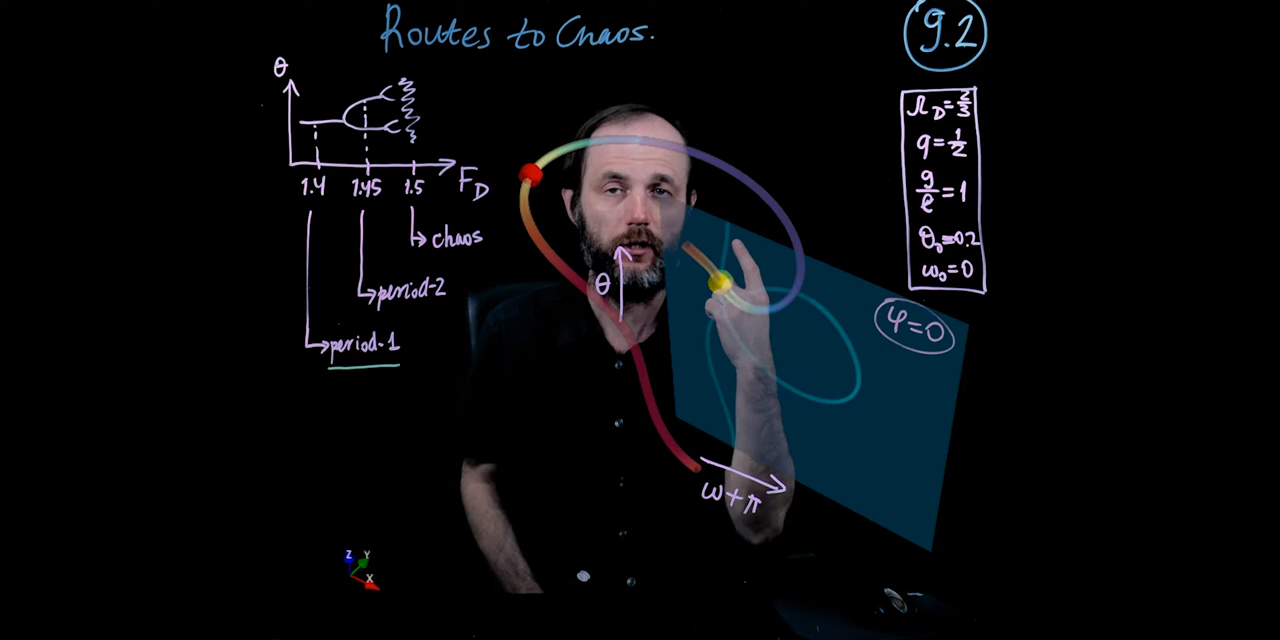 Routes to Chaos.
9.2
θ
1.4 1.45 1.5 F_D
chaos
period-2
period-1
Ω_D=2/3
q=1/2
g/ℓ=1
θ₀=0.2
ω₀=0
φ=0
θ
ω+π
Z Y X